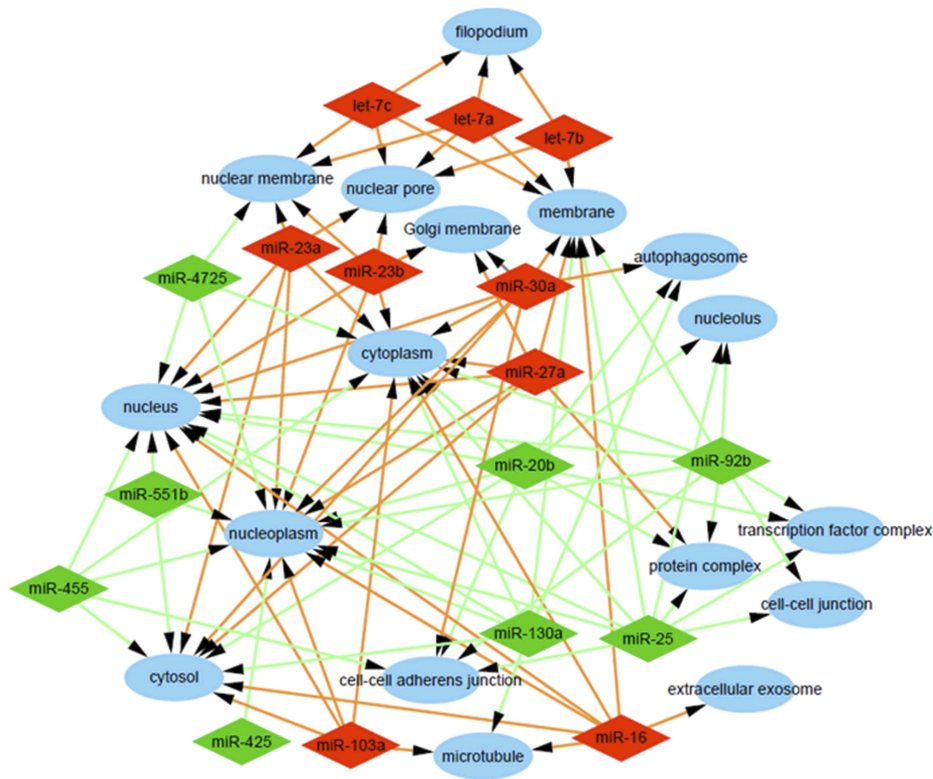 filopodium
let-7c
let-7a
let-7b
nuclear membrane
nuclear pore
membrane
Golgi membrane
miR-23a
autophagosome
miR-4725
miR-23b
miR-30a
nucleolus
cytoplasm
miR-27a
nucleus
miR-20b
miR-92b
miR-551b
nucleoplasm
transcription factor complex
protein complex
miR-455
cell-cell junction
miR-130a
miR-25
cytosol
cell-cell adherens junction
extracellular exosome
miR-425
miR-103a
miR-16
microtubule